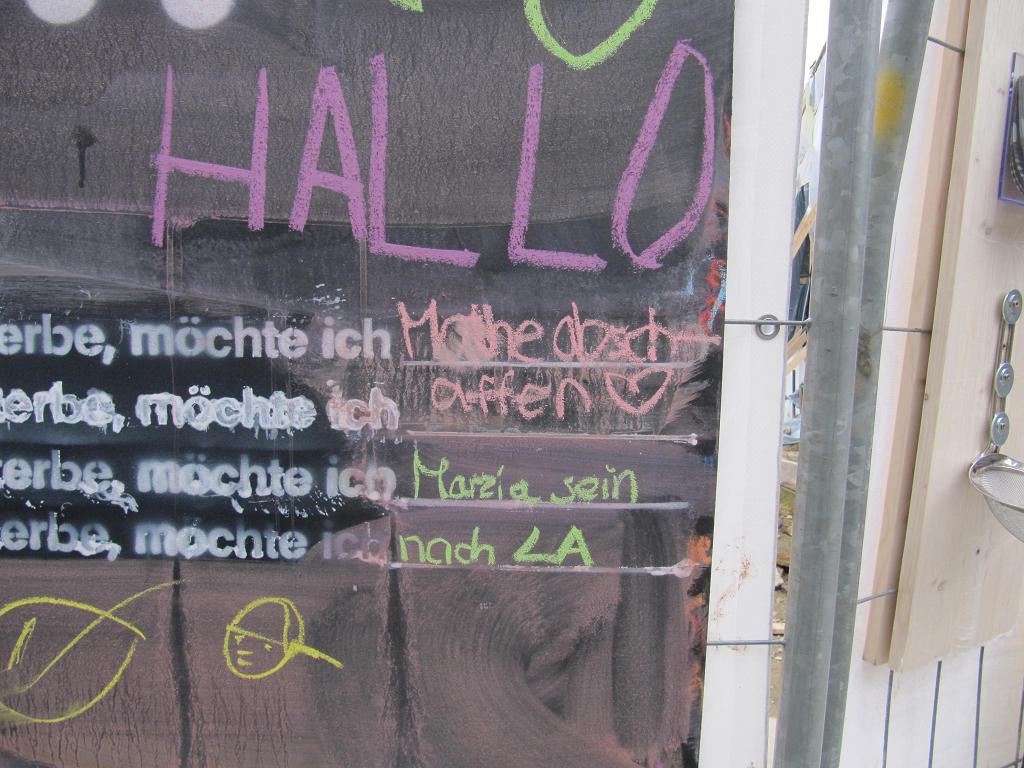 HALLO
erbe, möchte ich Mathe absch
erbe, möchte ich affen
erbe, möchte ich Marzia sein
erbe, möchte ich nach LA